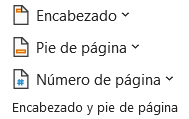 Encabezado
Pie de página
Número de página
Encabezado y pie de página